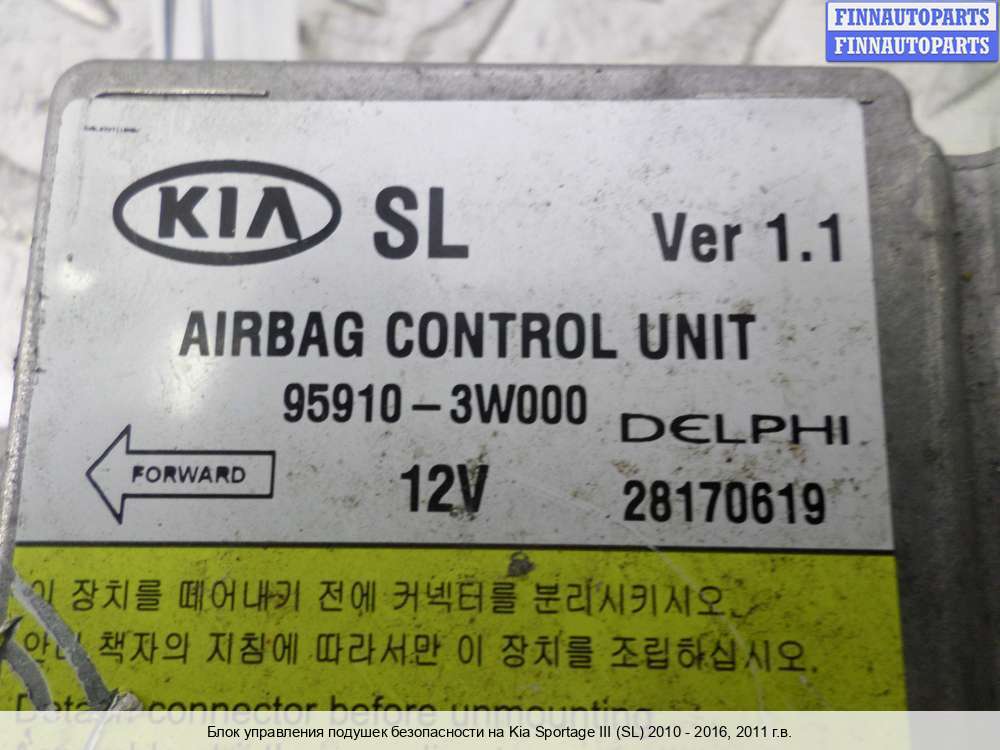 FINNAUTOPARTS
FINNAUTOPARTS
KIA SL Ver 1.1
AIRBAG CONTROL UNIT
95910-3W000
DELPHI
FORWARD 12V 28170619
이 장치를 떼어내기 전에 커넥터를 분리시키시오.
안내 책자의 지침에 따라서만 이 장치를 조립하십시오.
Detach connector before unmounting.
Блок управления подушек безопасности на Kia Sportage III (SL) 2010 - 2016, 2011 г.в.